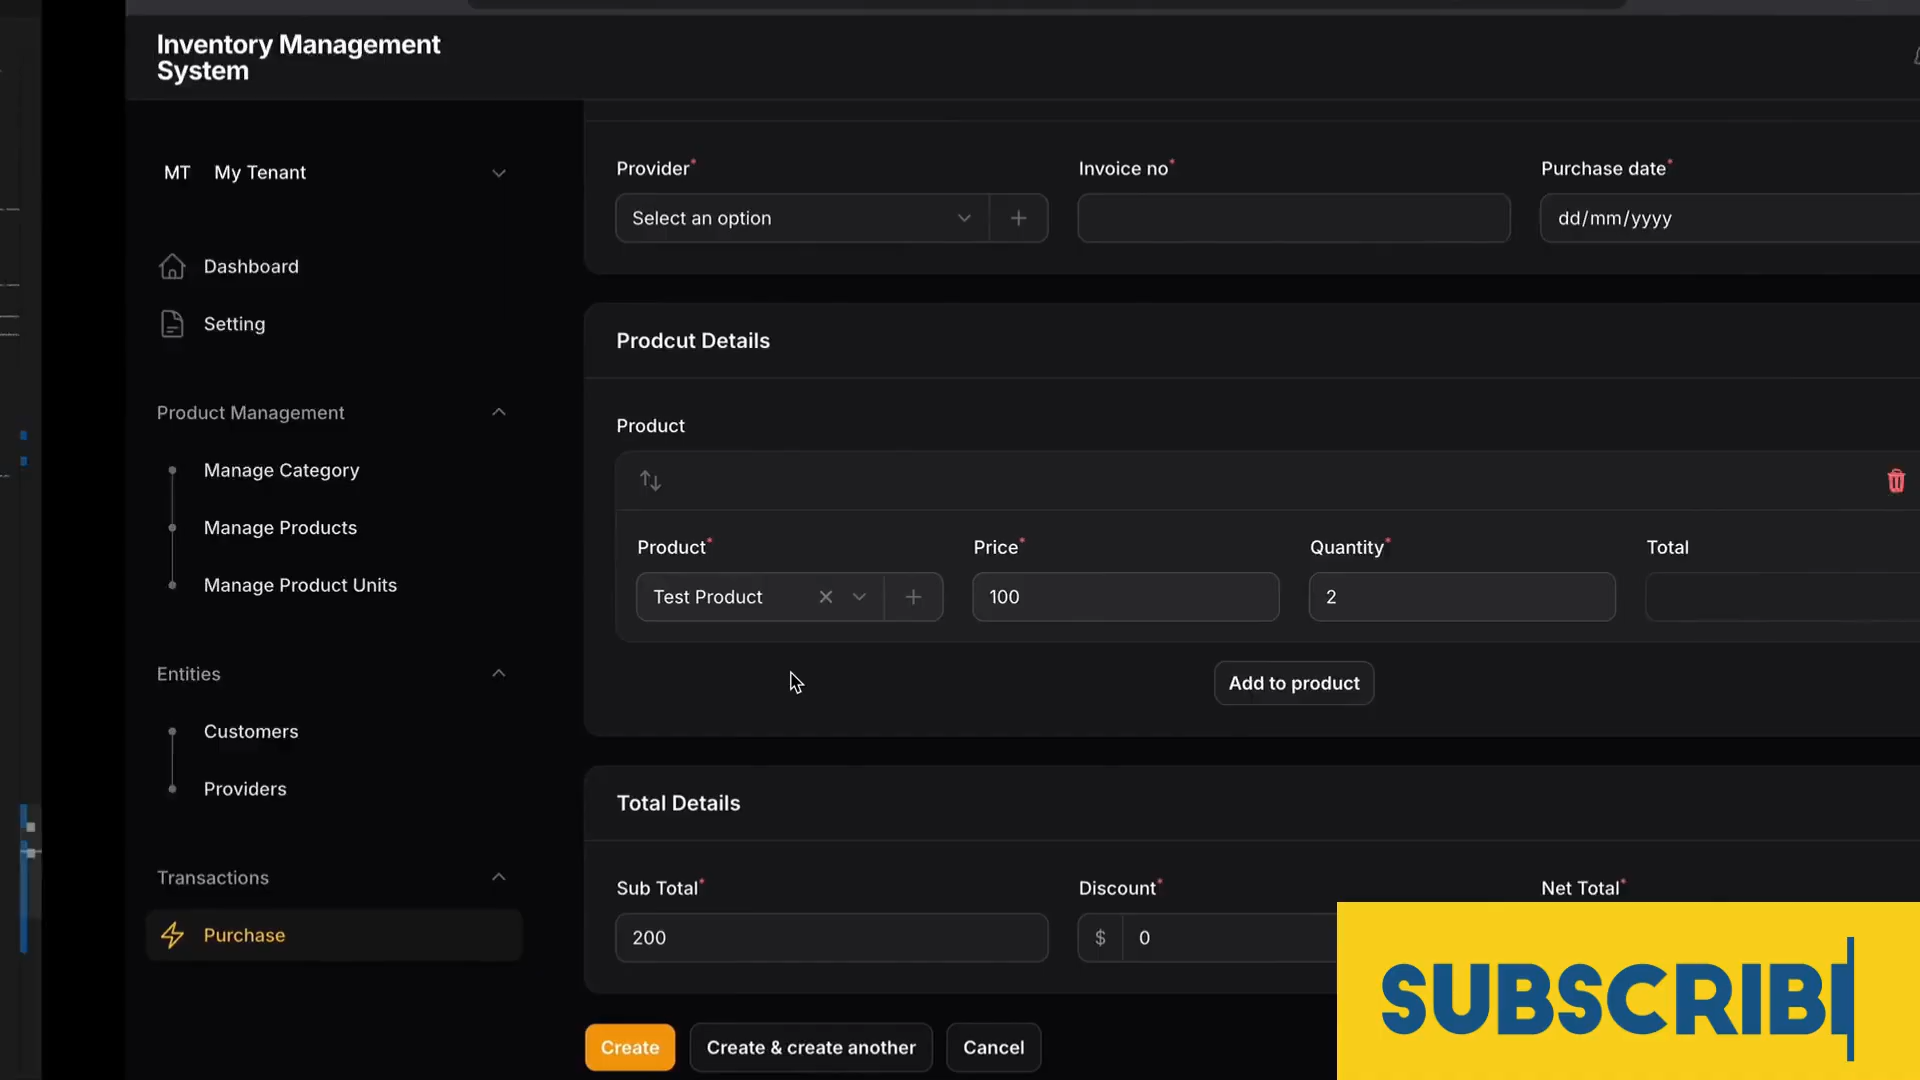 Inventory Management
System
MT My Tenant
Dashboard
Setting
Product Management
Manage Category
Manage Products
Manage Product Units
Entities
Customers
Providers
Transactions
Purchase
Provider* Invoice no* Purchase date*
Select an option dd/mm/yyyy
Prodcut Details
Product
Product* Price* Quantity* Total
Test Product 100 2
Add to product
Total Details
Sub Total* Discount* Net Total*
200 $ 0
Create Create & create another Cancel
SUBSCRIB